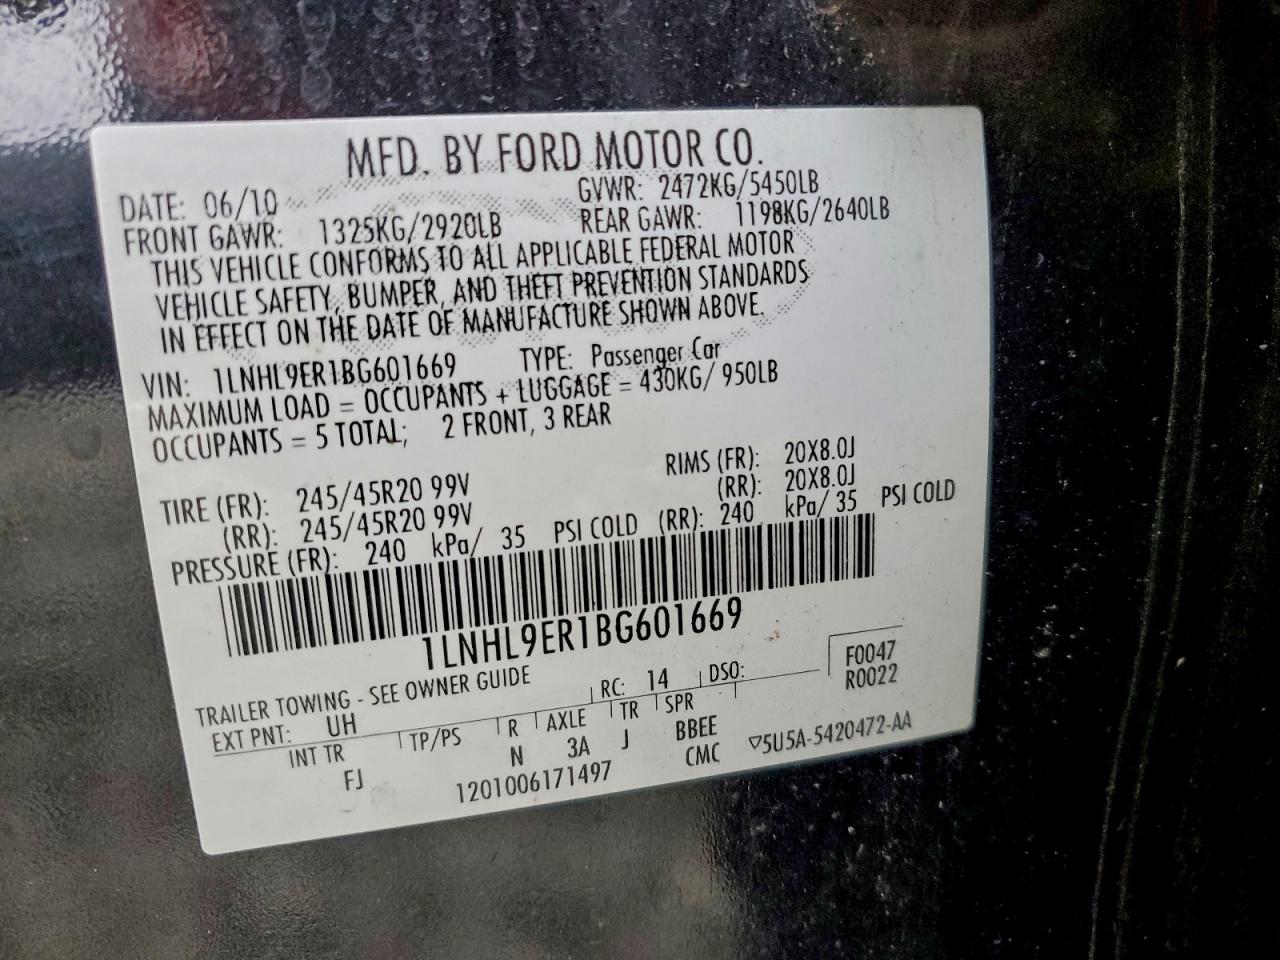 MFD. BY FORD MOTOR CO.
DATE: 06/10 GVWR: 2472KG/5450LB
FRONT GAWR: 1325KG/2920LB REAR GAWR: 1198KG/2640LB
THIS VEHICLE CONFORMS TO ALL APPLICABLE FEDERAL MOTOR
VEHICLE SAFETY, BUMPER, AND THEFT PREVENTION STANDARDS
IN EFFECT ON THE DATE OF MANUFACTURE SHOWN ABOVE.
VIN: 1LNHL9ER1BG601669 TYPE: Passenger Car
MAXIMUM LOAD = OCCUPANTS + LUGGAGE = 430KG/ 950LB
OCCUPANTS = 5 TOTAL; 2 FRONT, 3 REAR
TIRE (FR): 245/45R20 99V RIMS (FR): 20X8.0J
(RR): 245/45R20 99V (RR): 20X8.0J
PRESSURE (FR): 240 kPa/ 35 PSI COLD (RR): 240 kPa/ 35 PSI COLD
1LNHL9ER1BG601669
TRAILER TOWING - SEE OWNER GUIDE
F0047
EXT PNT: UH RC: 14 DSO: R0022
INT TR TP/PS R AXLE TR SPR
FJ N 3A J BBEE
1201006171497 CMC ▽5U5A-5420472-AA